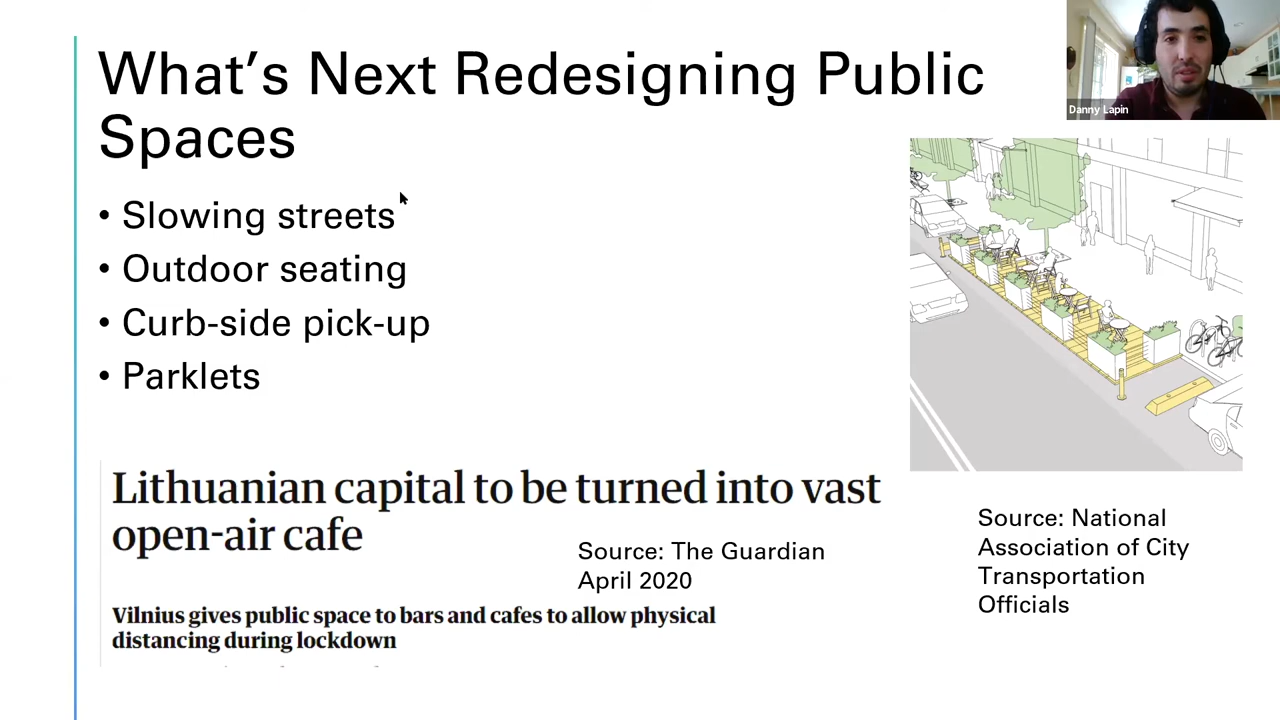 What's Next Redesigning Public
Spaces
• Slowing streets
• Outdoor seating
• Curb-side pick-up
• Parklets
Lithuanian capital to be turned into vast
open-air cafe
Source: The Guardian
April 2020
Vilnius gives public space to bars and cafes to allow physical
distancing during lockdown
Danny Lapin
Source: National
Association of City
Transportation
Officials